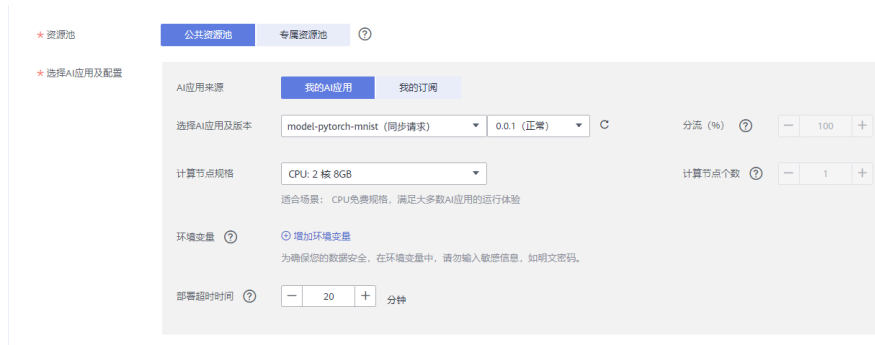 * 资源池 公共资源池 专属资源池 ?
* 选择AI应用及配置
AI应用来源 我的AI应用 我的订阅
选择AI应用及版本 model-pytorch-mnist（同步请求） 0.0.1（正常） 分流（%） ? — 100 +
计算节点规格 CPU: 2 核 8GB 计算节点个数 ? — 1 +
适合场景： CPU免费规格，满足大多数AI应用的运行体验
环境变量 ? ⊕ 增加环境变量
为确保您的数据安全，在环境变量中，请勿输入敏感信息，如明文密码。
部署超时时间 ? — 20 + 分钟